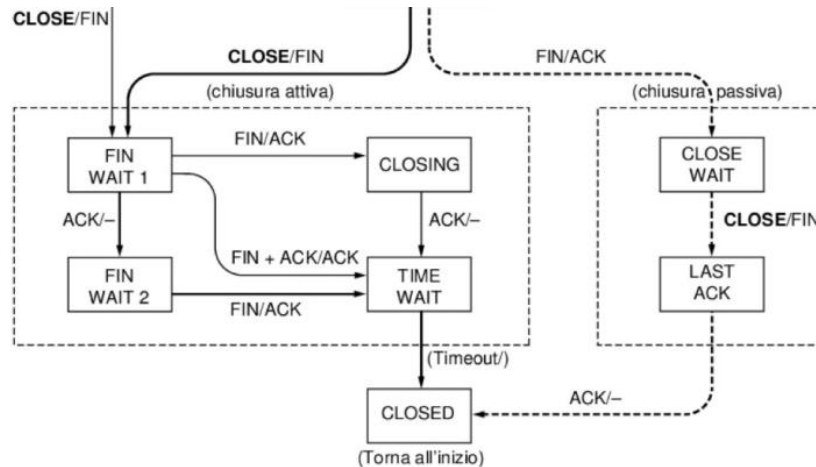 CLOSE/FIN
CLOSE/FIN
FIN/ACK
(chiusura attiva)
(chiusura passiva)
FIN
WAIT 1
FIN/ACK
CLOSING
CLOSE
WAIT
ACK/–
ACK/–
CLOSE/FIN
FIN + ACK/ACK
FIN
WAIT 2
FIN/ACK
TIME
WAIT
LAST
ACK
(Timeout/)
CLOSED
ACK/–
(Torna all'inizio)